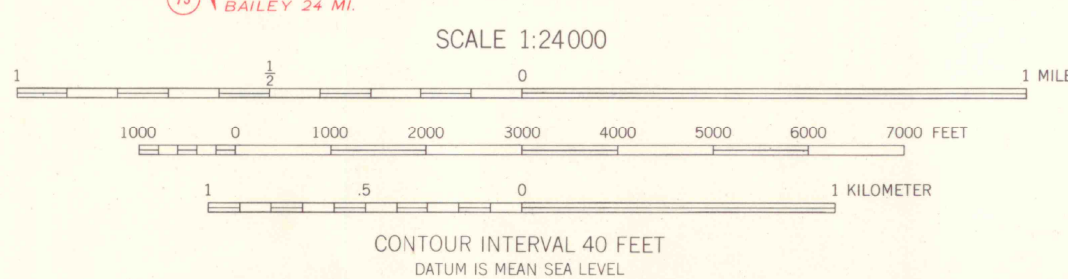 BAILEY 24 MI.
SCALE 1:24000
1 1/2 0 1 MILE
1000 0 1000 2000 3000 4000 5000 6000 7000 FEET
1 .5 0 1 KILOMETER
CONTOUR INTERVAL 40 FEET
DATUM IS MEAN SEA LEVEL